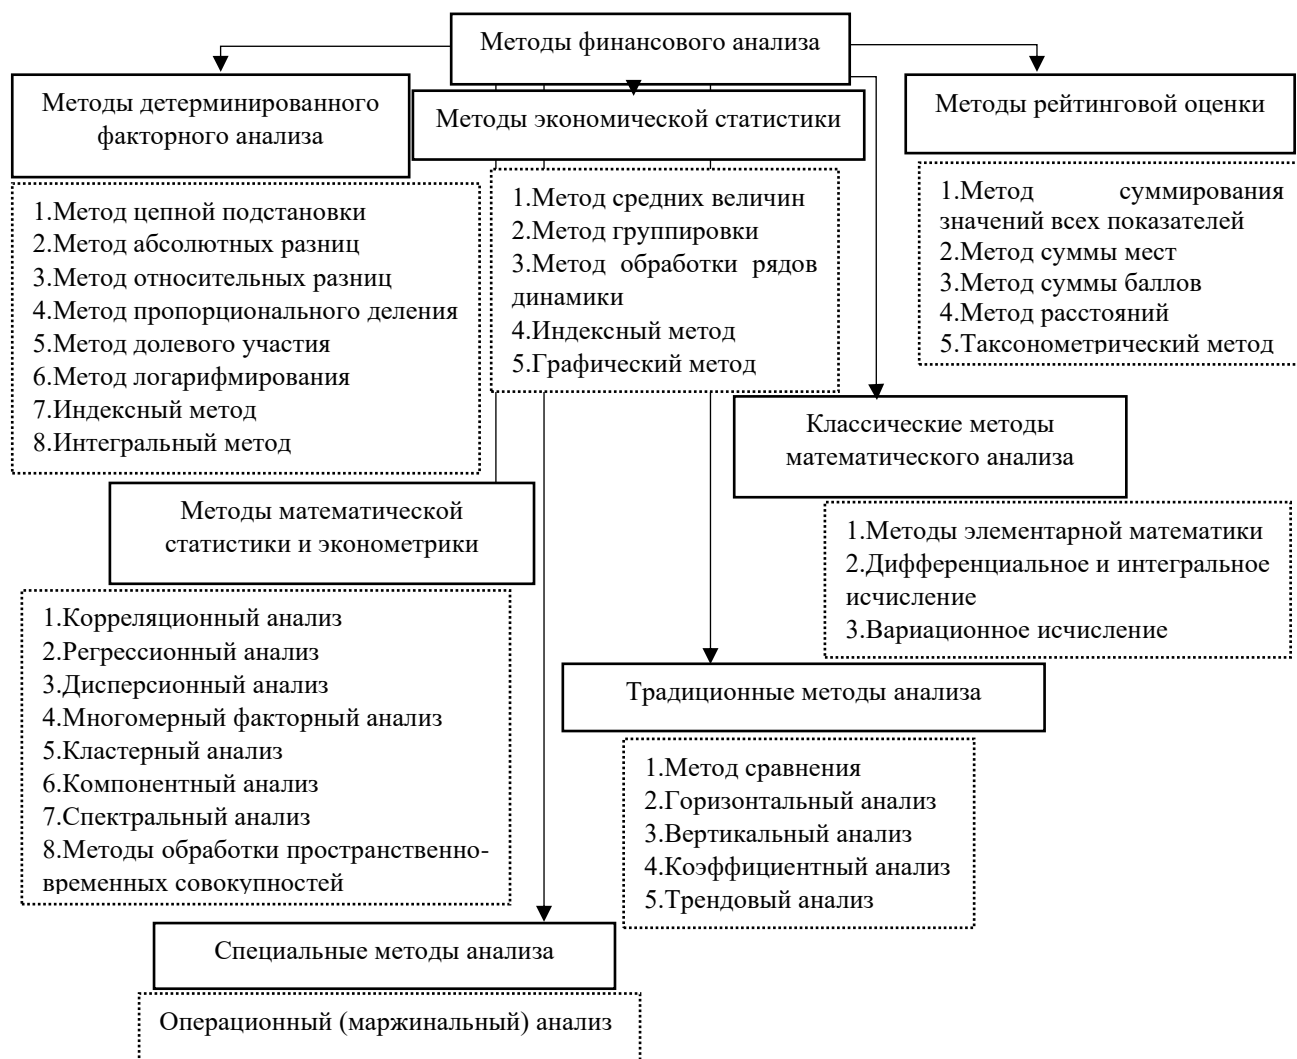 Методы финансового анализа
Методы детерминированного
факторного анализа
Методы экономической статистики
Методы рейтинговой оценки
1.Метод цепной подстановки
2.Метод абсолютных разниц
3.Метод относительных разниц
4.Метод пропорционального деления
5.Метод долевого участия
6.Метод логарифмирования
7.Индексный метод
8.Интегральный метод
1.Метод средних величин
2.Метод группировки
3.Метод обработки рядов
динамики
4.Индексный метод
5.Графический метод
1.Метод суммирования
значений всех показателей
2.Метод суммы мест
3.Метод суммы баллов
4.Метод расстояний
5.Таксонометрический метод
Классические методы
математического анализа
1.Методы элементарной математики
2.Дифференциальное и интегральное
исчисление
3.Вариационное исчисление
Методы математической
статистики и эконометрики
1.Корреляционный анализ
2.Регрессионный анализ
3.Дисперсионный анализ
4.Многомерный факторный анализ
5.Кластерный анализ
6.Компонентный анализ
7.Спектральный анализ
8.Методы обработки пространственно-
временных совокупностей
Традиционные методы анализа
1.Метод сравнения
2.Горизонтальный анализ
3.Вертикальный анализ
4.Коэффициентный анализ
5.Трендовый анализ
Специальные методы анализа
Операционный (маржинальный) анализ